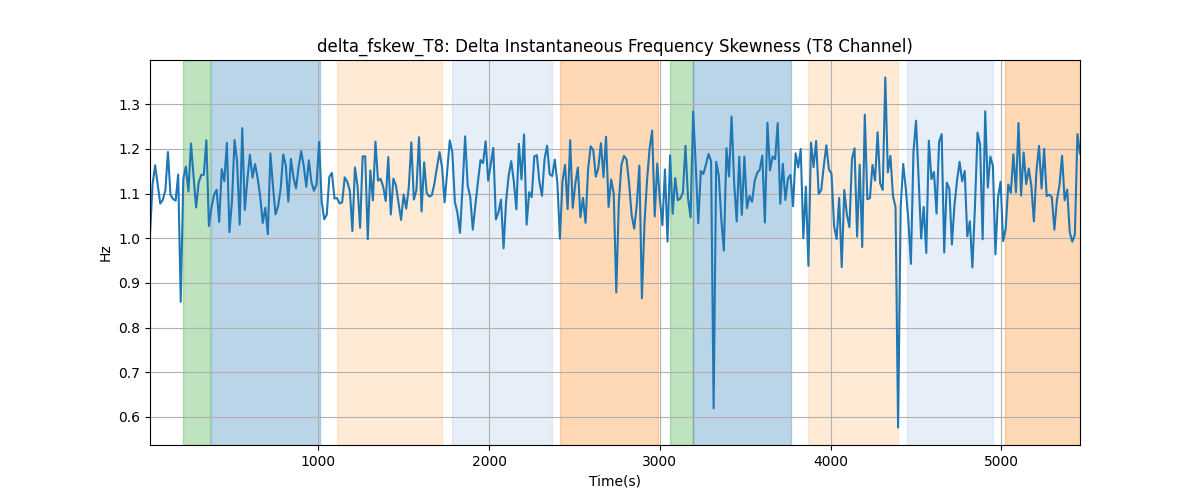 delta_fskew_T8: Delta Instantaneous Frequency Skewness (T8 Channel)
1.3
1.2
1.1
1.0
0.9
0.8
0.7
0.6
Hz
1000 2000 3000 4000 5000
Time(s)